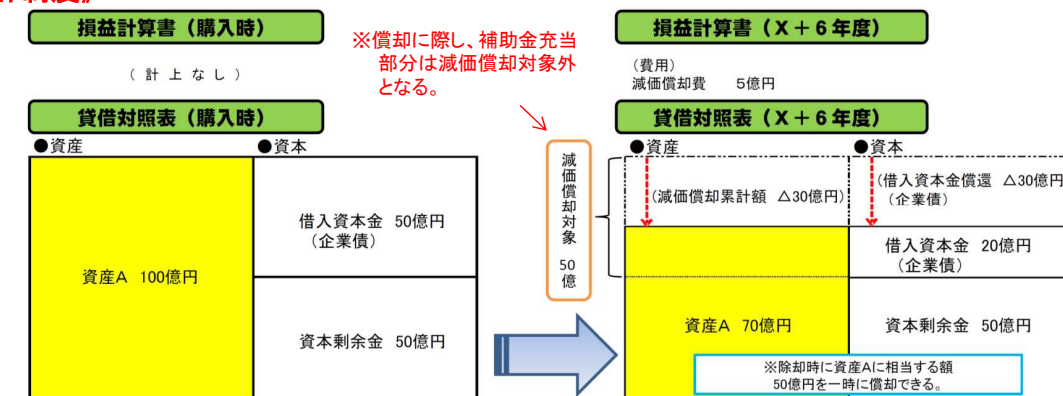 損益計算書（購入時）
（ 計 上 な し ）
貸借対照表（購入時）
●資産
●資本
資産A 100億円
借入資本金 50億円
（企業債）
資本剰余金 50億円
※償却に際し、補助金充当
部分は減価償却対象外
となる。
減価償却対象 50億
損益計算書（X＋6年度）
（費用）
減価償却費 5億円
貸借対照表（X＋6年度）
●資産
●資本
(減価償却累計額 △30億円)
(借入資本金償還 △30億円
（企業債）
借入資本金 20億円
（企業債）
資産A 70億円
資本剰余金 50億円
※除却時に資産Aに相当する額
50億円を一時に償却できる。